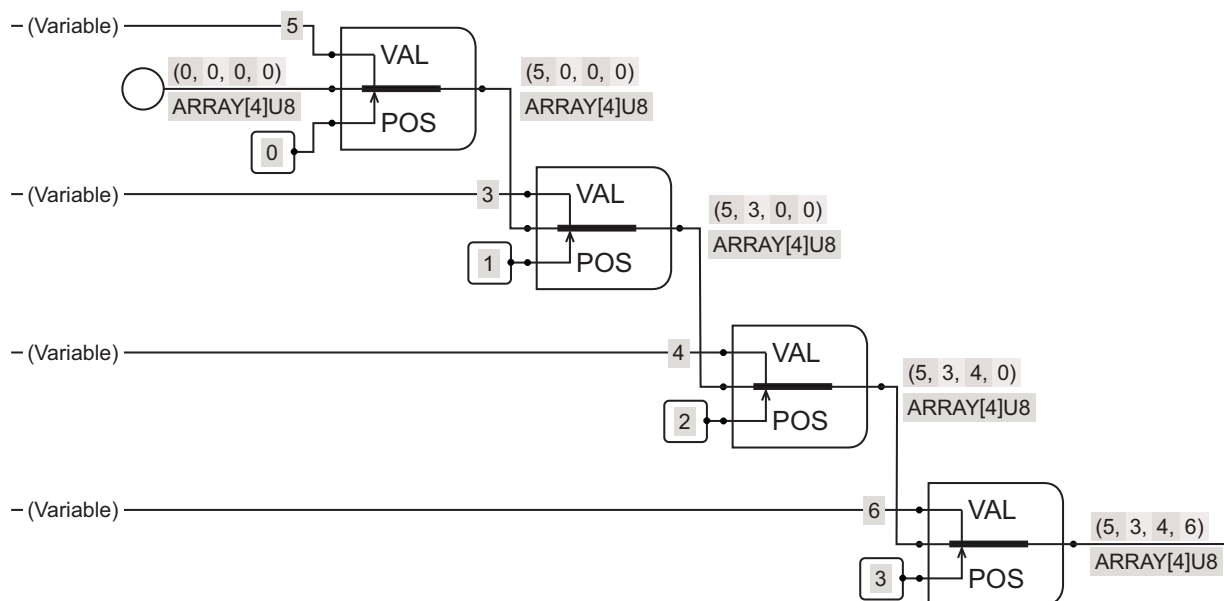 (Variable) 5
VAL
(0, 0, 0, 0)
(5, 0, 0, 0)
ARRAY[4]U8
ARRAY[4]U8
POS
0
(Variable) 3
VAL
(5, 3, 0, 0)
ARRAY[4]U8
1
POS
(Variable) 4
VAL
(5, 3, 4, 0)
ARRAY[4]U8
2
POS
(Variable) 6
VAL
(5, 3, 4, 6)
ARRAY[4]U8
3
POS